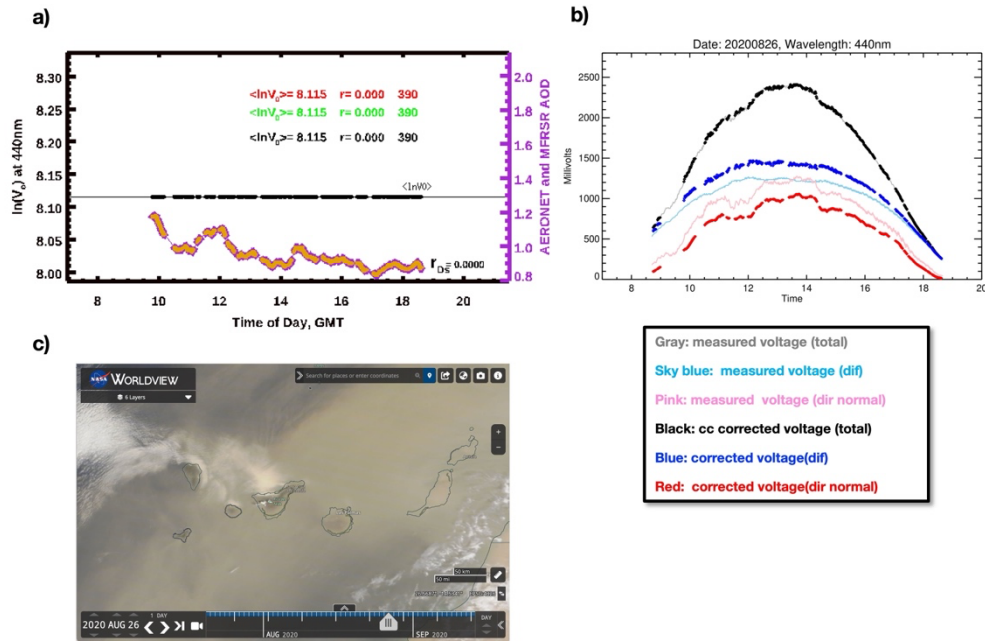 a)
ln(Vₒ) at 440nm
8.30
8.25
8.20
8.15
8.10
8.05
8.00
<lnV₀>= 8.115 r= 0.000 390
<lnV₀>= 8.115 r= 0.000 390
<lnV₀>= 8.115 r= 0.000 390
<lnV0>
r_Ds= 0.0000
8 10 12 14 16 18 20
Time of Day, GMT
2.0
1.8
1.6
1.4
1.2
1.0
0.8
AERONET and MFRSR AOD
b)
Date: 20200826, Wavelength: 440nm
Millivolts
2500
2000
1500
1000
500
0
8 10 12 14 16 18 20
Time
Gray: measured voltage (total)
Sky blue: measured voltage (dif)
Pink: measured voltage (dir normal)
Black: cc corrected voltage (total)
Blue: corrected voltage(dif)
Red: corrected voltage(dir normal)
c)
NASA WORLDVIEW
6 Layers
Search for places or enter coordinates
50 km
50 mi
1 DAY
2020 AUG 26
AUG 2020
SEP 2020
DAY